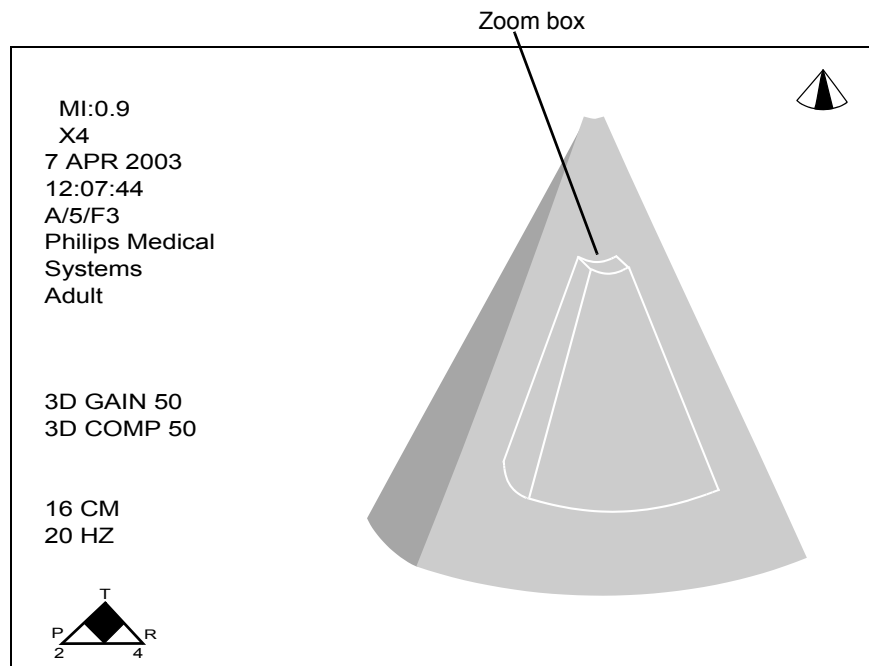 Zoom box
MI:0.9
X4
7 APR 2003
12:07:44
A/5/F3
Philips Medical
Systems
Adult
3D GAIN 50
3D COMP 50
16 CM
20 HZ
T
P R
2 4